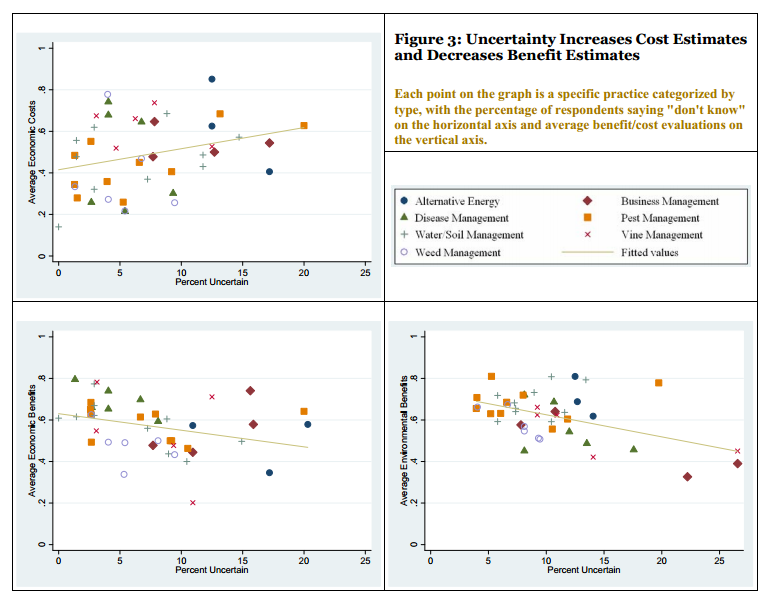 Figure 3: Uncertainty Increases Cost Estimates
and Decreases Benefit Estimates
Each point on the graph is a specific practice categorized by
type, with the percentage of respondents saying "don't know"
on the horizontal axis and average benefit/cost evaluations on
the vertical axis.
Average Economic Costs
1
.8
.6
.4
.2
0
0 5 10 15 20 25
Percent Uncertain
Alternative Energy Business Management
Disease Management Pest Management
Water/Soil Management Vine Management
Weed Management Fitted values
Average Economic Benefits
1
.8
.6
.4
.2
0
0 5 10 15 20 25
Percent Uncertain
Average Environmental Benefits
1
.8
.6
.4
.2
0
0 5 10 15 20 25
Percent Uncertain